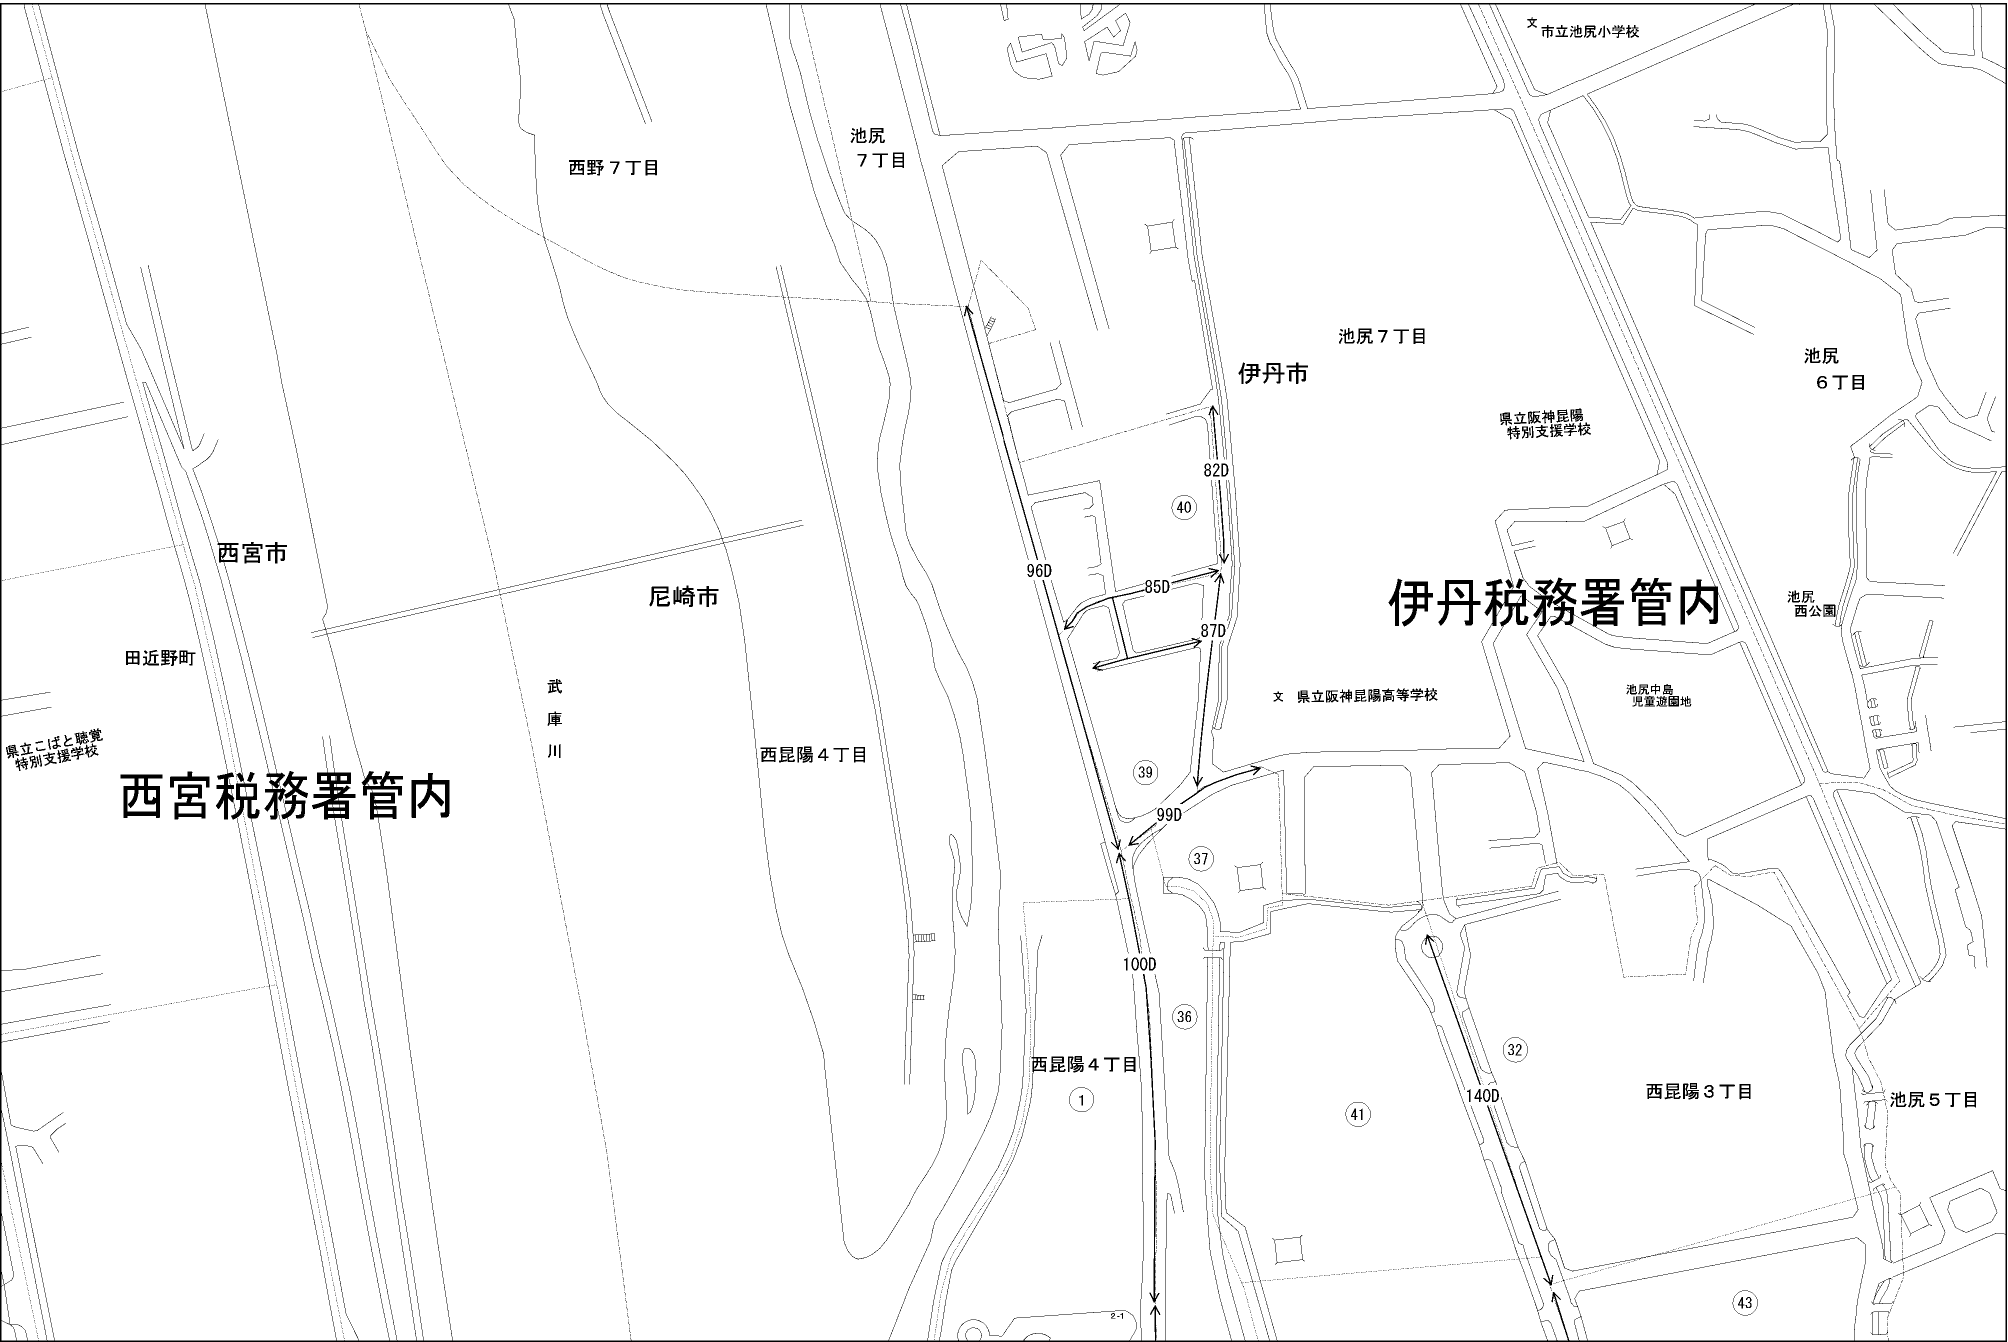 文 市立池尻小学校
池尻
７丁目
西野７丁目
池尻７丁目
池尻
６丁目
伊丹市
県立阪神昆陽
特別支援学校
82D
40
西宮市
96D
85D
尼崎市
伊丹税務署管内
池尻
西公園
87D
田近野町
武
庫
川
文 県立阪神昆陽高等学校
池尻中島
児童遊園地
県立こばと聴覚
特別支援学校
西昆陽４丁目
39
西宮税務署管内
99D
37
100D
36
32
西昆陽４丁目
1
140D
41
西昆陽３丁目
池尻５丁目
43
2-1